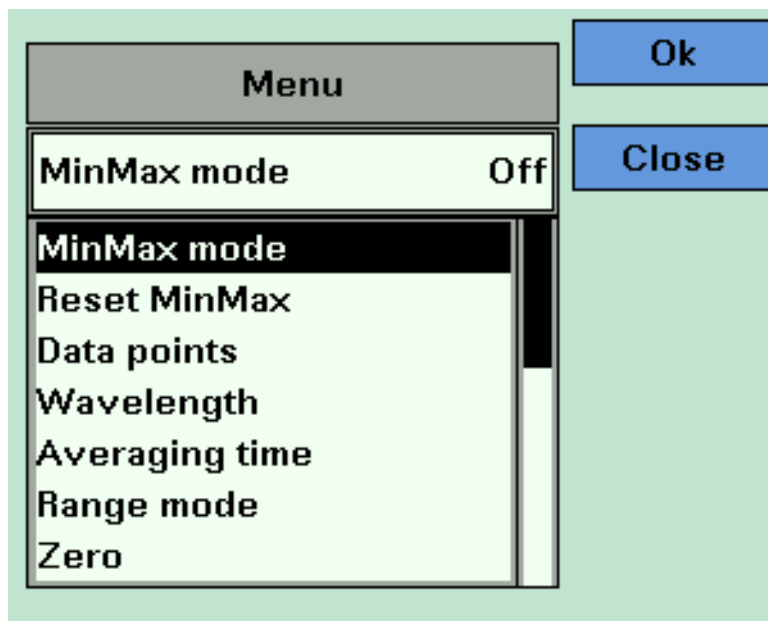 Menu
Ok
MinMax mode Off
Close
MinMax mode
Reset MinMax
Data points
Wavelength
Averaging time
Range mode
Zero